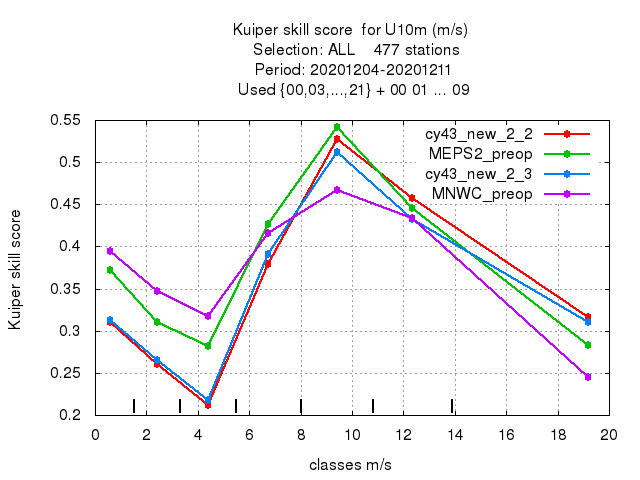 Kuiper skill score  for U10m (m/s)
Selection: ALL    477 stations
Period: 20201204-20201211
Used {00,03,...,21} + 00 01 ... 09
0.55
0.5
0.45
0.4
0.35
0.3
0.25
0.2
Kuiper skill score
cy43_new_2_2
MEPS2_preop
cy43_new_2_3
MNWC_preop
0 2 4 6 8 10 12 14 16 18 20
classes m/s